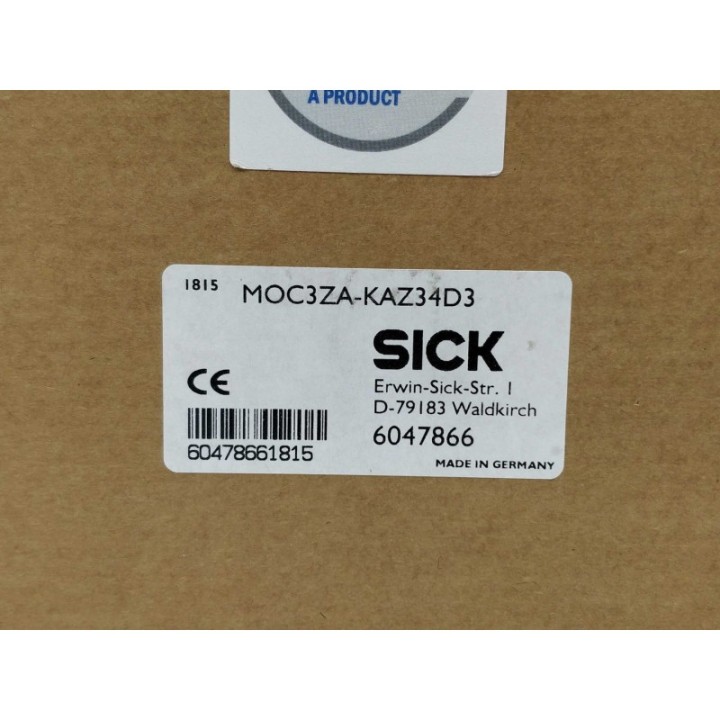 A PRODUCT
1815 MOC3ZA-KAZ34D3
SICK
CE
Erwin-Sick-Str. 1
D-79183 Waldkirch
6047866
60478661815
MADE IN GERMANY